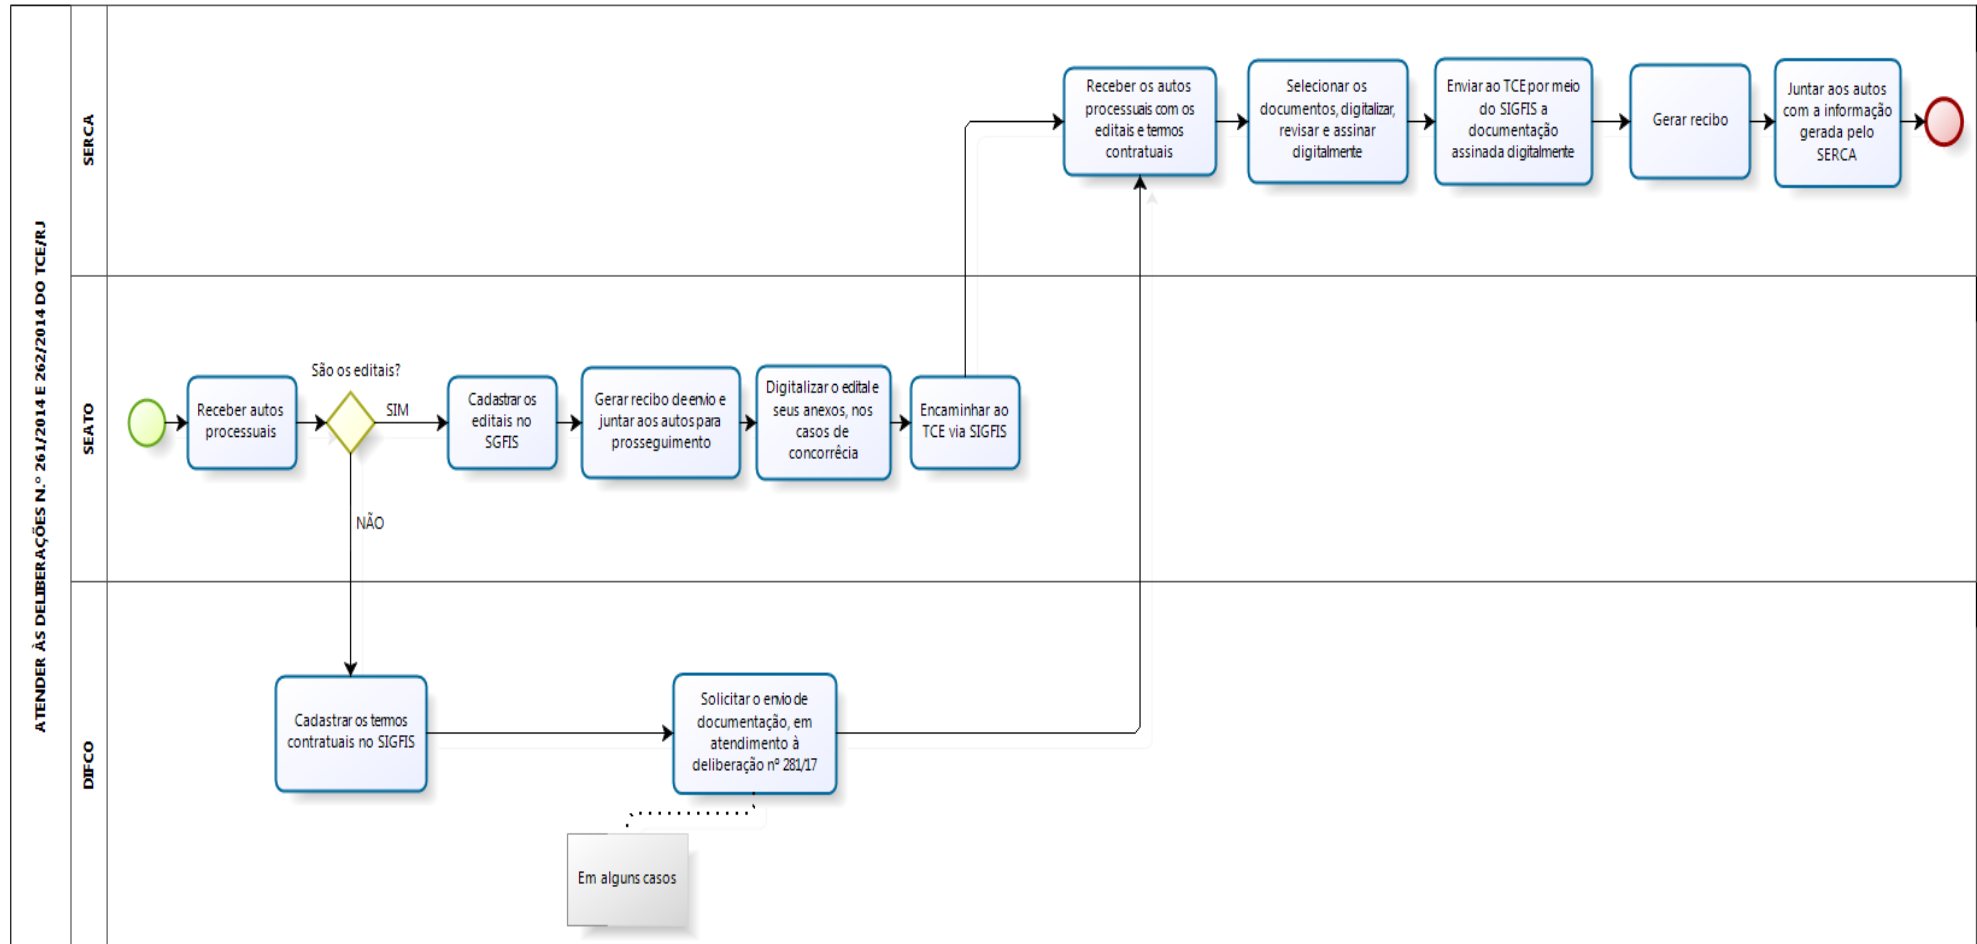 ATENDER ÀS DELIBERAÇÕES N.º 261/2014 E 262/2014 DO TCE/RJ
SERCA
Receber os autos
processuais com os
editais e termos
contratuais
Selecionar os
documentos, digitalizar,
revisar e assinar
digitalmente
Enviar ao TCE por meio
do SIGFIS a
documentação
assinada digitalmente
Gerar recibo
Juntar aos autos
com a informação
gerada pelo
SERCA
SEATO
Receber autos
processuais
São os editais?
SIM
NÃO
Cadastrar os
editais no
SGFIS
Gerar recibo de envio e
juntar aos autos para
prosseguimento
Digitalizar o edital e
seus anexos, nos
casos de
concorrêcia
Encaminhar ao
TCE via SIGFIS
DIFCO
Cadastrar os termos
contratuais no SIGFIS
Solicitar o envio de
documentação, em
atendimento à
deliberação nº 281/17
Em alguns casos